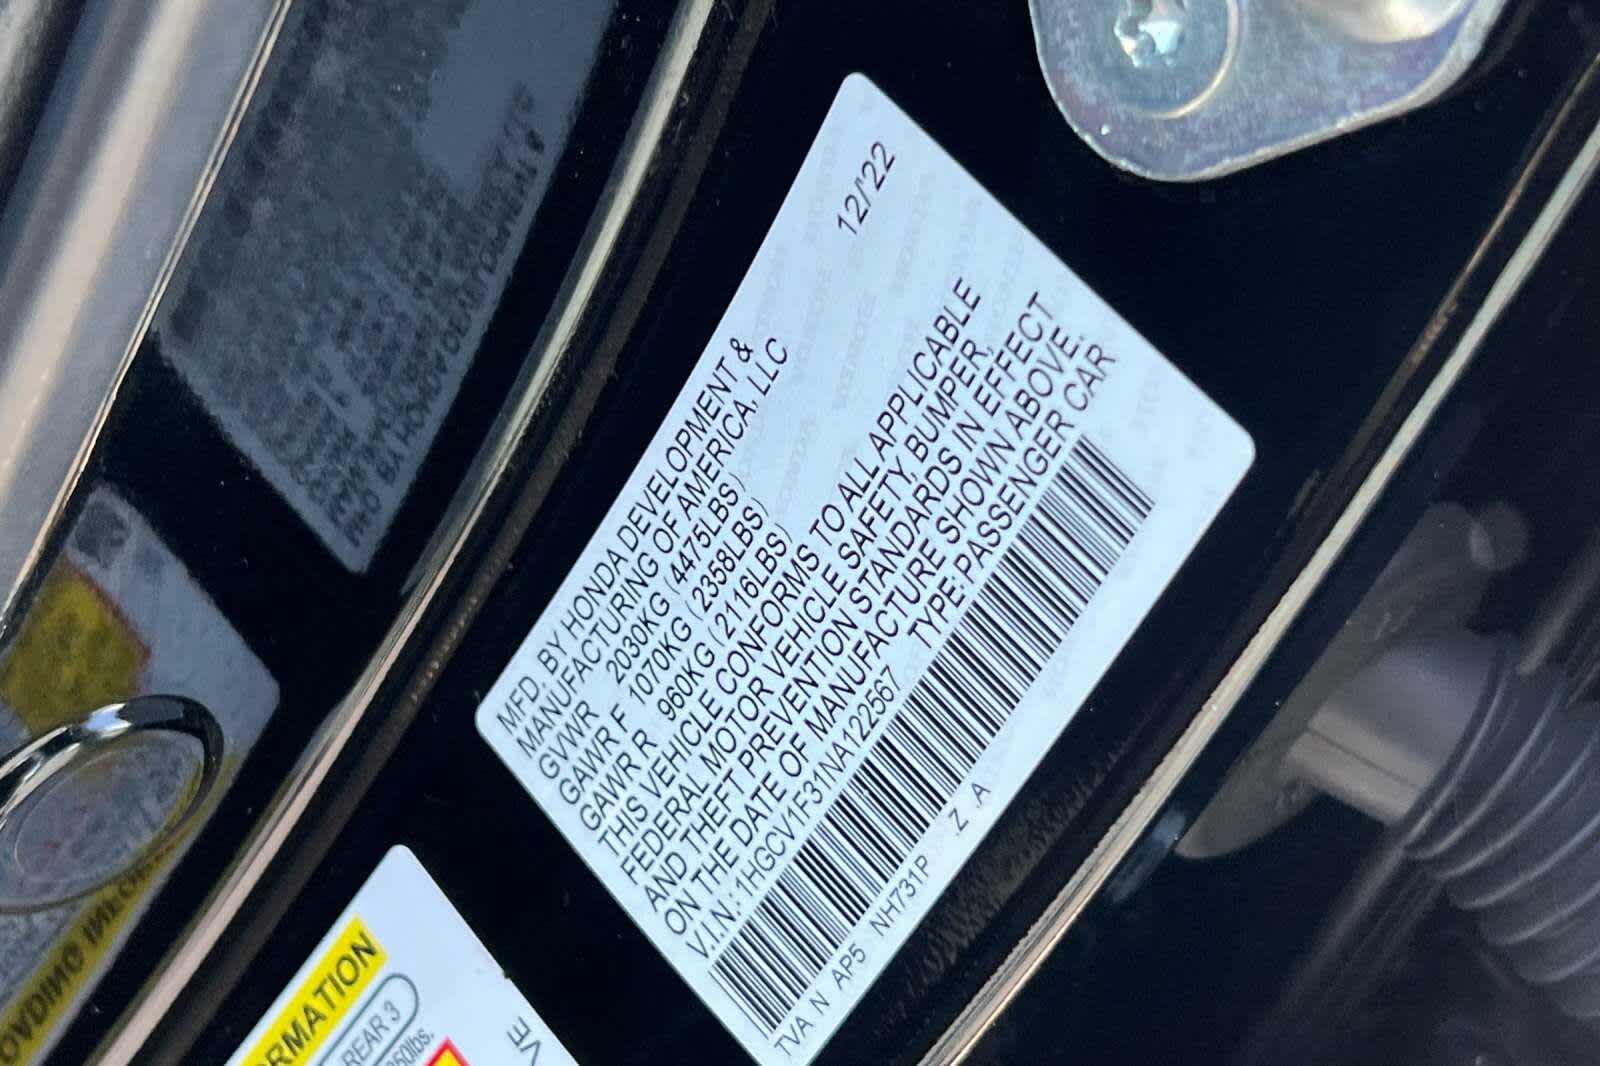 12/'22
MFD. BY HONDA DEVELOPMENT &
MANUFACTURING OF AMERICA, LLC
GVWR 2030KG (4475LBS)
GAWR F 1070KG (2358LBS)
GAWR R 960KG (2116LBS)
THIS VEHICLE CONFORMS TO ALL APPLICABLE
FEDERAL MOTOR VEHICLE SAFETY, BUMPER,
AND THEFT PREVENTION STANDARDS IN EFFECT
ON THE DATE OF MANUFACTURE SHOWN ABOVE.
V.I.N.:1HGCV1F31NA122567 TYPE:PASSENGER CAR
TVA N AP5 NH731P Z A
REAR 3